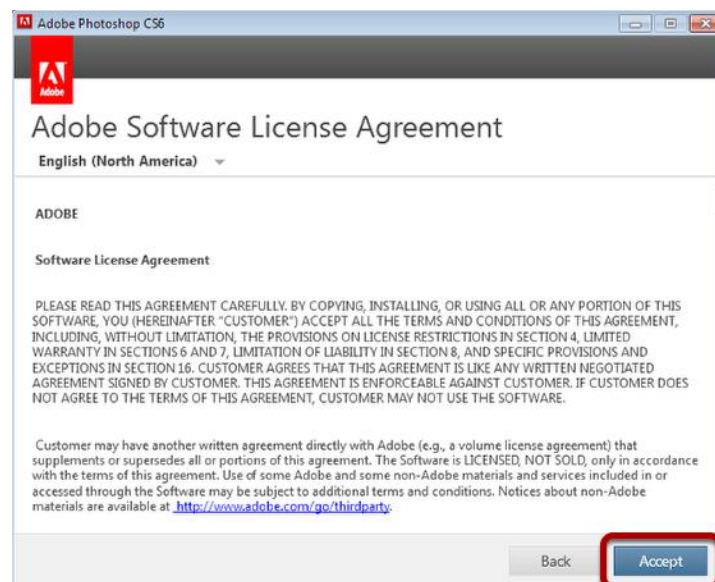 Adobe Photoshop CS6
Adobe
Adobe Software License Agreement
English (North America)
ADOBE
Software License Agreement
PLEASE READ THIS AGREEMENT CAREFULLY. BY COPYING, INSTALLING, OR USING ALL OR ANY PORTION OF THIS
SOFTWARE, YOU (HEREINAFTER "CUSTOMER") ACCEPT ALL THE TERMS AND CONDITIONS OF THIS AGREEMENT,
INCLUDING, WITHOUT LIMITATION, THE PROVISIONS ON LICENSE RESTRICTIONS IN SECTION 4, LIMITED
WARRANTY IN SECTIONS 6 AND 7, LIMITATION OF LIABILITY IN SECTION 8, AND SPECIFIC PROVISIONS AND
EXCEPTIONS IN SECTION 16. CUSTOMER AGREES THAT THIS AGREEMENT IS LIKE ANY WRITTEN NEGOTIATED
AGREEMENT SIGNED BY CUSTOMER. THIS AGREEMENT IS ENFORCEABLE AGAINST CUSTOMER. IF CUSTOMER DOES
NOT AGREE TO THE TERMS OF THIS AGREEMENT, CUSTOMER MAY NOT USE THE SOFTWARE.
Customer may have another written agreement directly with Adobe (e.g., a volume license agreement) that
supplements or supersedes all or portions of this agreement. The Software is LICENSED, NOT SOLD, only in accordance
with the terms of this agreement. Use of some Adobe and some non-Adobe materials and services included in or
accessed through the Software may be subject to additional terms and conditions. Notices about non-Adobe
materials are available at http://www.adobe.com/go/thirdparty.
Back
Accept